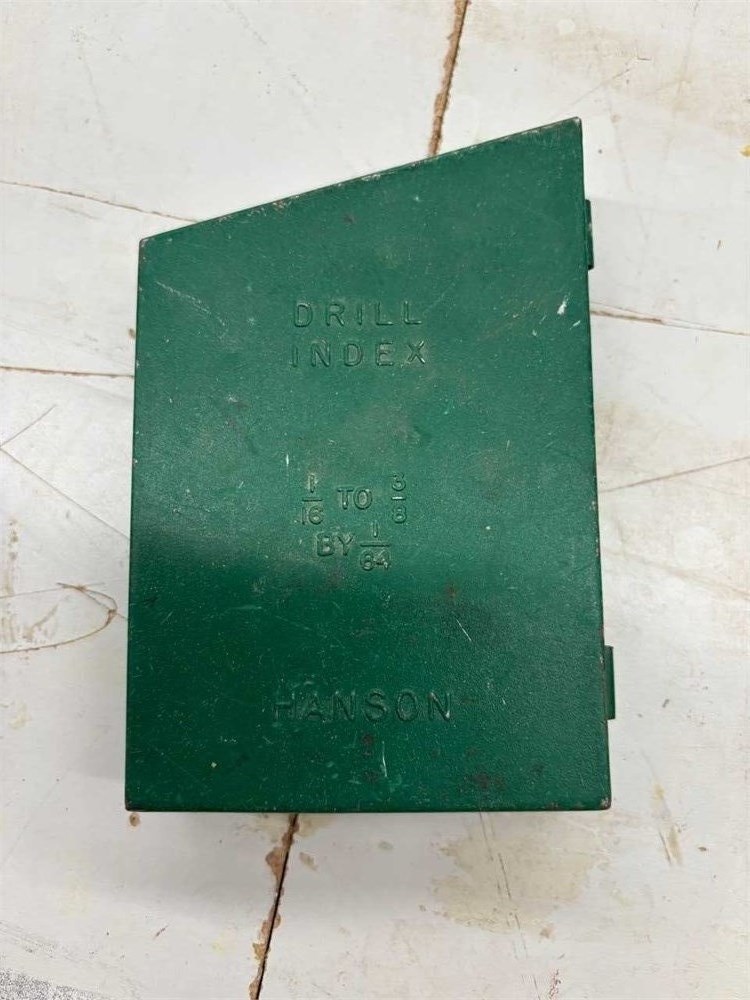 DRILL
INDEX
1/16 TO 3/8
BY 1/64
HANSON